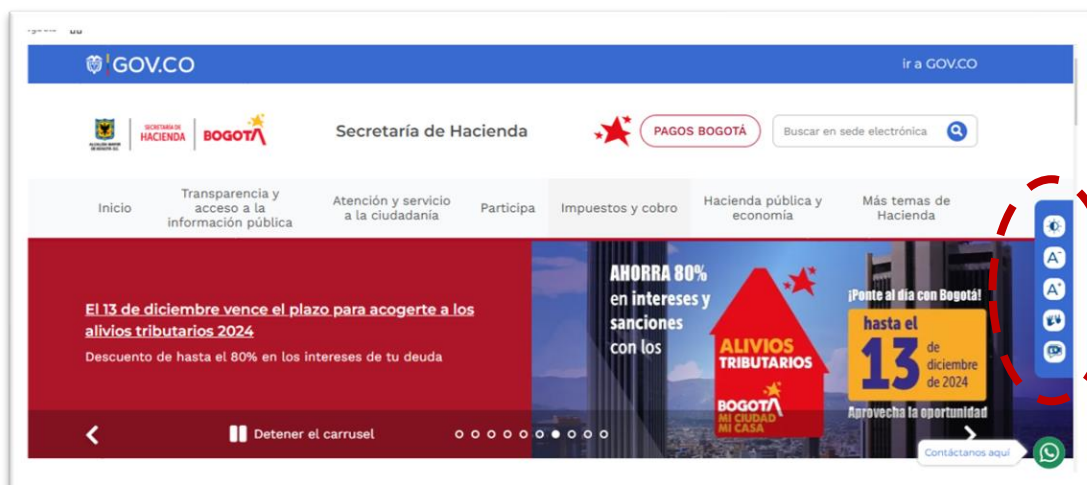 GOV.CO
ir a GOV.CO
SECRETARÍA DE
HACIENDA
BOGOTÁ
Secretaría de Hacienda
PAGOS BOGOTÁ
Buscar en sede electrónica
Inicio
Transparencia y
acceso a la
información pública
Atención y servicio
a la ciudadanía
Participa
Impuestos y cobro
Hacienda pública y
economía
Más temas de
Hacienda
A-
A+
El 13 de diciembre vence el plazo para acogerte a los
alivios tributarios 2024
Descuento de hasta el 80% en los intereses de tu deuda
AHORRA 80%
en intereses y
sanciones
con los
ALIVIOS
TRIBUTARIOS
BOGOTÁ
MI CIUDAD
MI CASA
¡Ponte al día con Bogotá!
hasta el
13 de
diciembre
de 2024
Aprovecha la oportunidad
Detener el carrusel
Contáctanos aquí